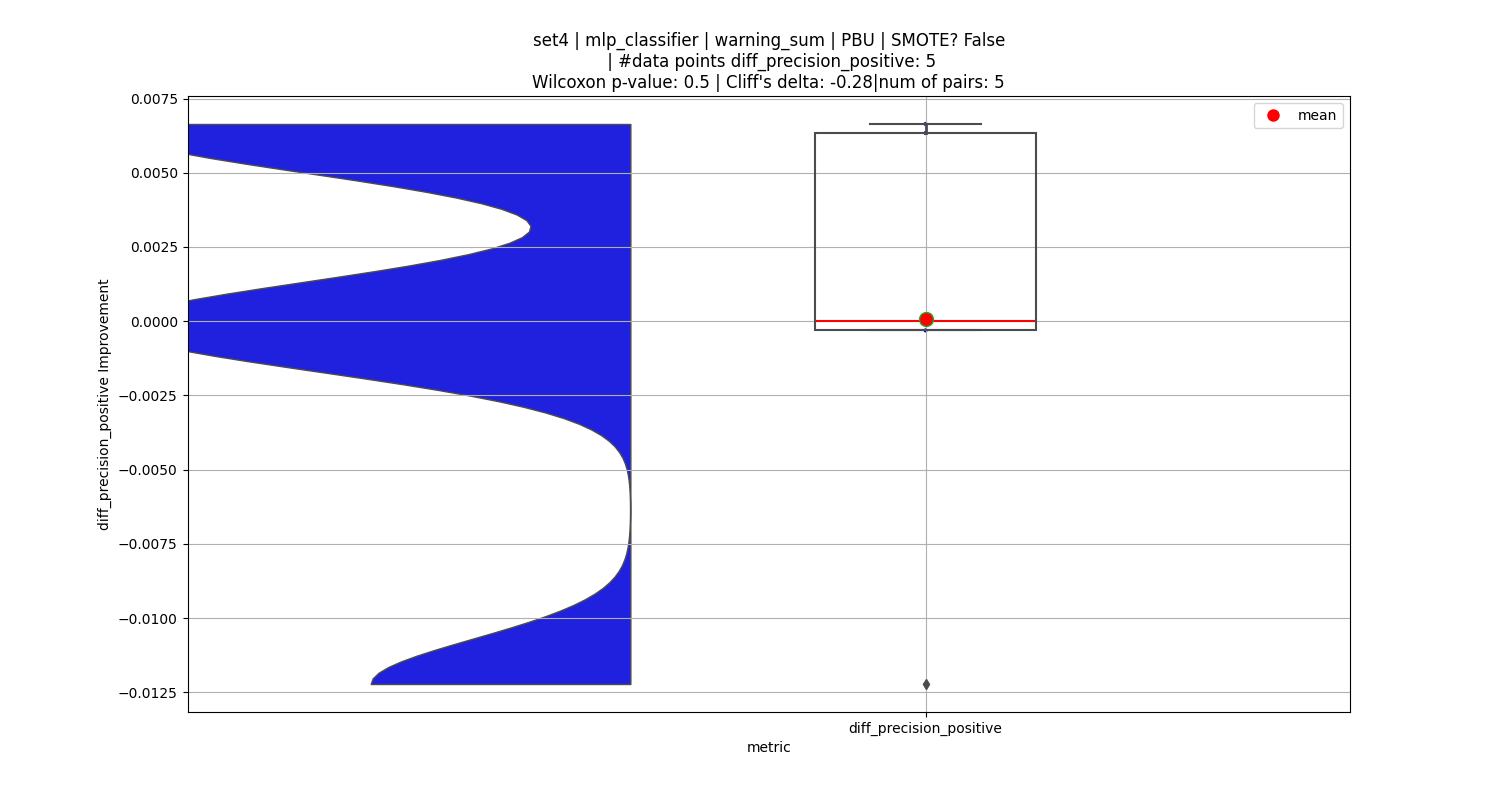 set4 | mlp_classifier | warning_sum | PBU | SMOTE? False
| #data points diff_precision_positive: 5
Wilcoxon p-value: 0.5 | Cliff's delta: -0.28|num of pairs: 5
mean
0.0075
0.0050
0.0025
0.0000
−0.0025
−0.0050
−0.0075
−0.0100
−0.0125
diff_precision_positive Improvement
diff_precision_positive
metric